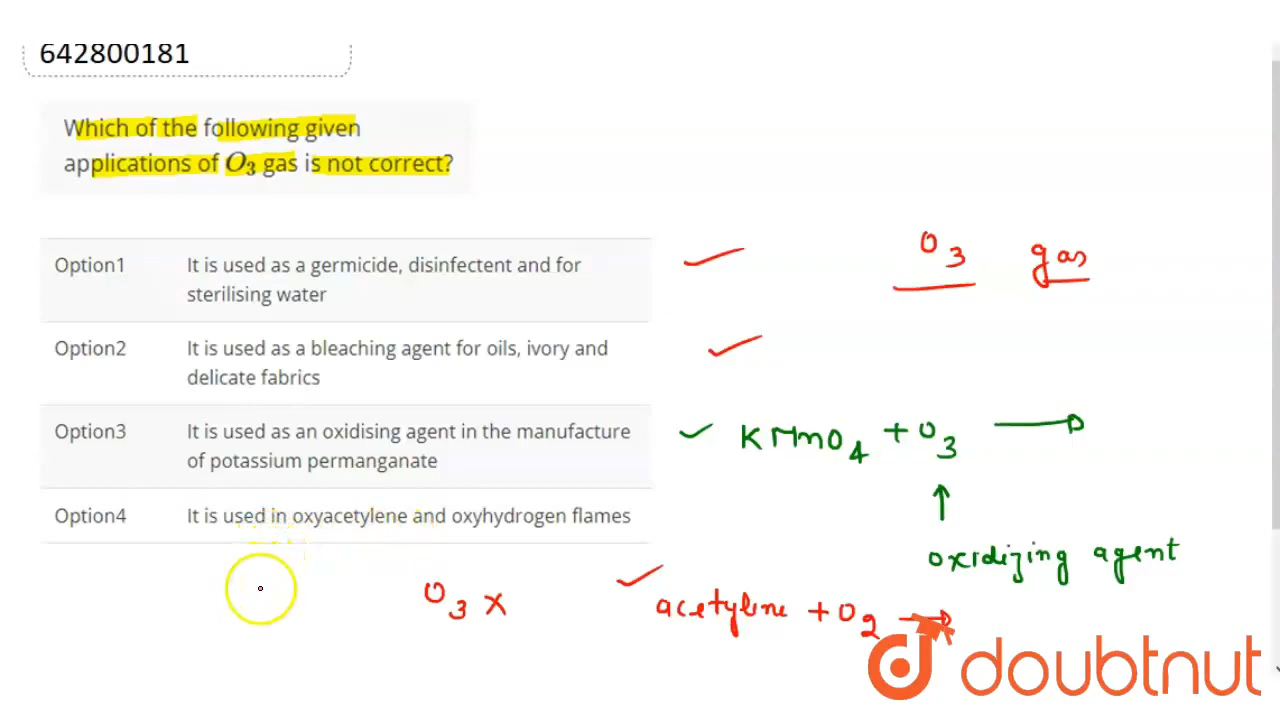 642800181
Which of the following given
applications of O3 gas is not correct?
O3 gas
Option1 It is used as a germicide, disinfectent and for
sterilising water
Option2 It is used as a bleaching agent for oils, ivory and
delicate fabrics
Option3 It is used as an oxidising agent in the manufacture
of potassium permanganate
KMnO4 + O3 →
Option4 It is used in oxyacetylene and oxyhydrogen flames
↑
oxidizing agent
O3 x
acetyline + O2 →
doubtnut